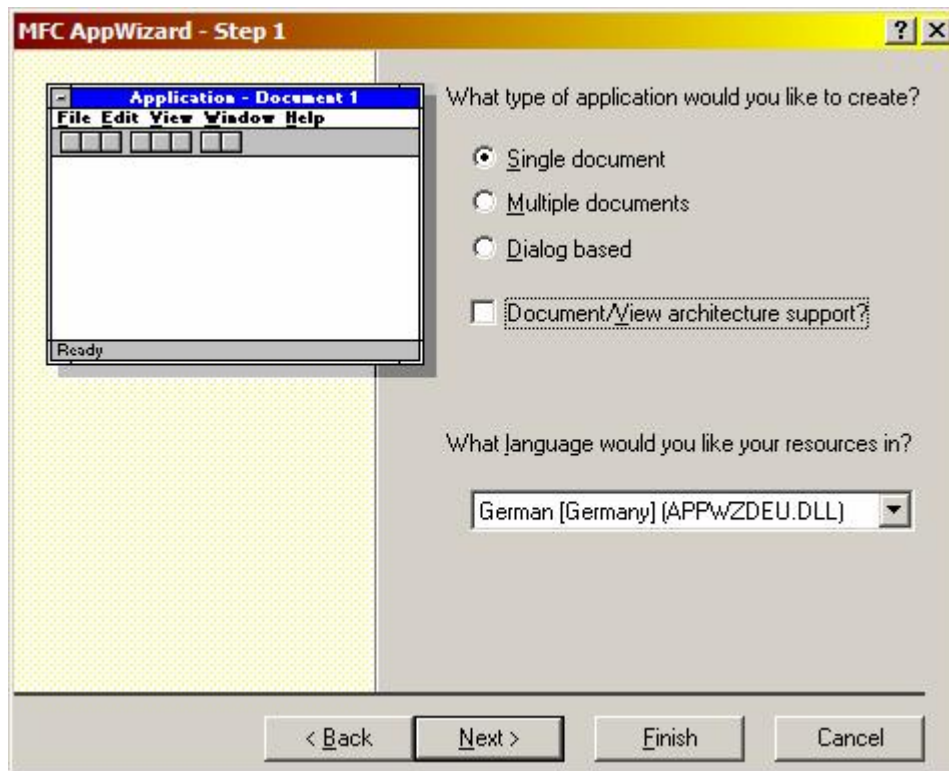 MFC AppWizard - Step 1
Application - Document 1
File Edit View Window Help
Ready
What type of application would you like to create?
Single document
Multiple documents
Dialog based
Document/View architecture support?
What language would you like your resources in?
German [Germany] (APPWZDEU.DLL)
< Back Next > Finish Cancel